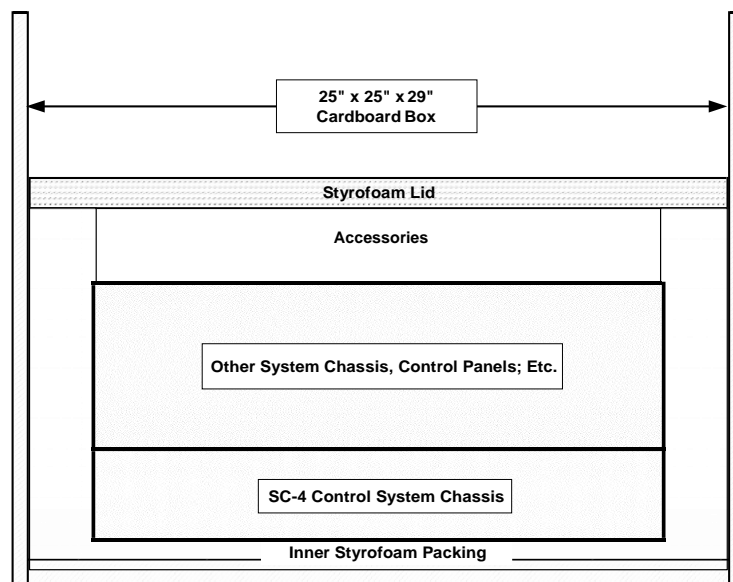 25" x 25" x 29"
Cardboard Box
Styrofoam Lid
Accessories
Other System Chassis, Control Panels; Etc.
SC-4 Control System Chassis
Inner Styrofoam Packing